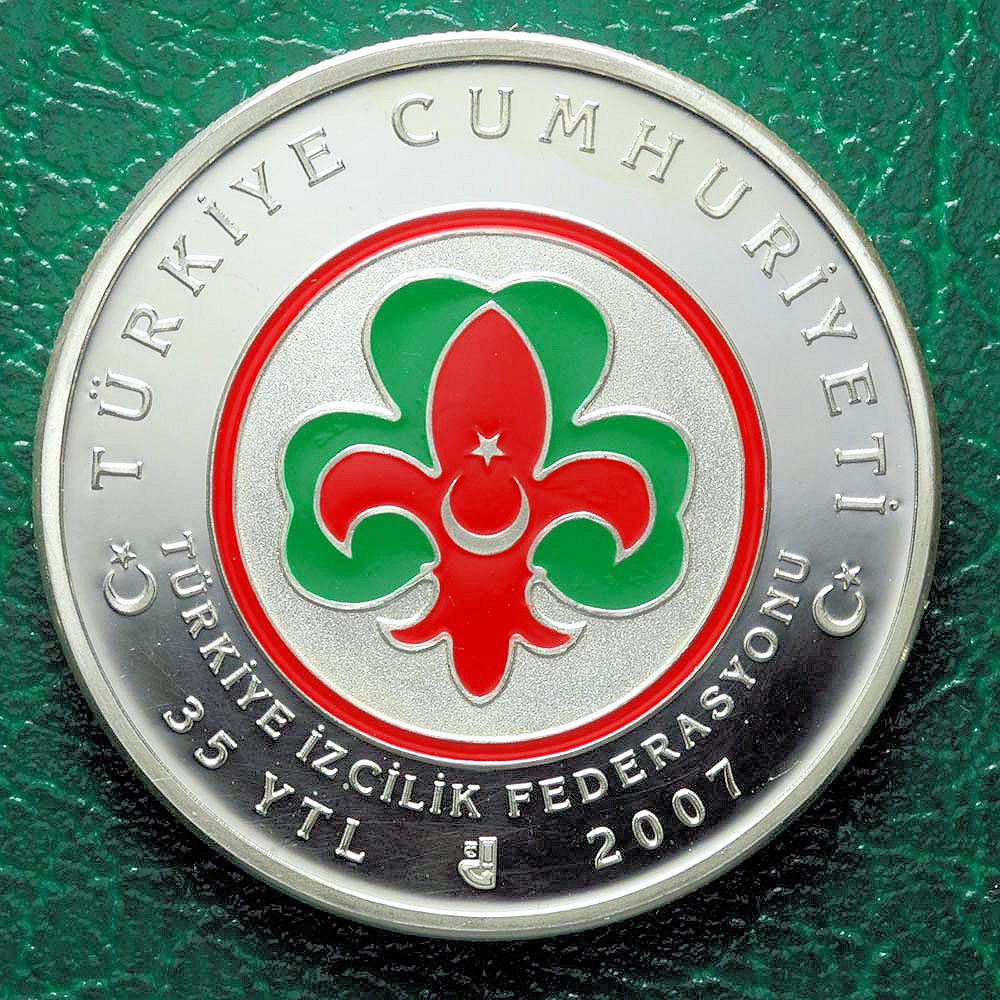 TÜRKİYE CUMHURİYETİ
TÜRKİYE İZCİLİK FEDERASYONU
35 YTL 2007